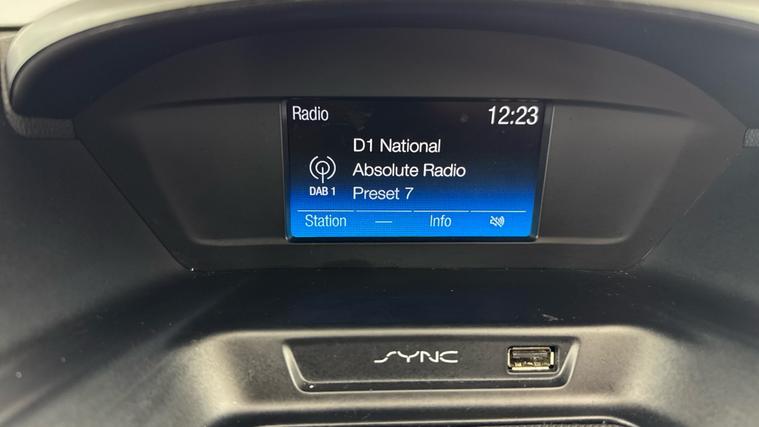 Radio 12:23
D1 National
Absolute Radio
DAB 1 Preset 7
Station — Info
SYNC